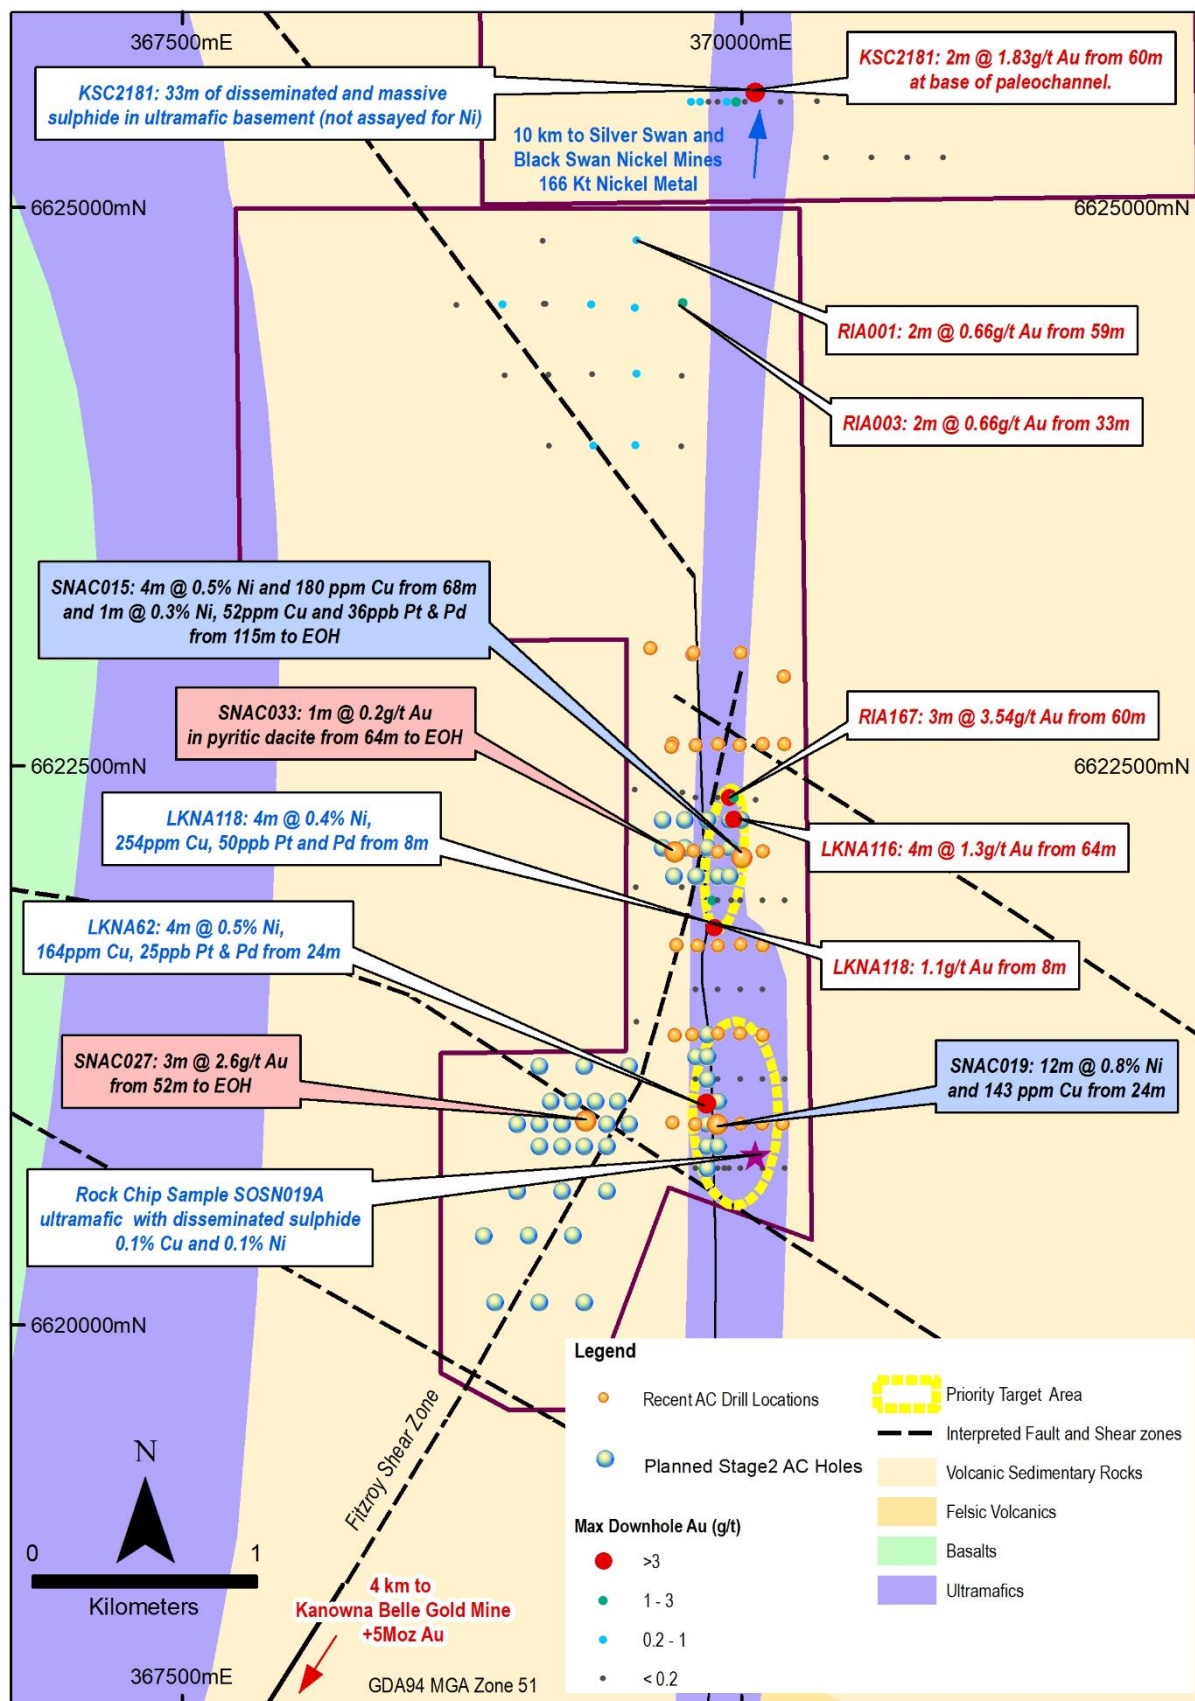 367500mE
370000mE
KSC2181: 33m of disseminated and massive
sulphide in ultramafic basement (not assayed for Ni)
KSC2181: 2m @ 1.83g/t Au from 60m
at base of paleochannel.
10 km to Silver Swan and
Black Swan Nickel Mines
166 Kt Nickel Metal
6625000mN
6625000mN
RIA001: 2m @ 0.66g/t Au from 59m
RIA003: 2m @ 0.66g/t Au from 33m
SNAC015: 4m @ 0.5% Ni and 180 ppm Cu from 68m
and 1m @ 0.3% Ni, 52ppm Cu and 36ppb Pt & Pd
from 115m to EOH
SNAC033: 1m @ 0.2g/t Au
in pyritic dacite from 64m to EOH
RIA167: 3m @ 3.54g/t Au from 60m
6622500mN
6622500mN
LKNA118: 4m @ 0.4% Ni,
254ppm Cu, 50ppb Pt and Pd from 8m
LKNA116: 4m @ 1.3g/t Au from 64m
LKNA62: 4m @ 0.5% Ni,
164ppm Cu, 25ppb Pt & Pd from 24m
LKNA118: 1.1g/t Au from 8m
SNAC027: 3m @ 2.6g/t Au
from 52m to EOH
SNAC019: 12m @ 0.8% Ni
and 143 ppm Cu from 24m
Rock Chip Sample SOSN019A
ultramafic with disseminated sulphide
0.1% Cu and 0.1% Ni
6620000mN
Fitzroy Shear Zone
N
0 1
Kilometers
4 km to
Kanowna Belle Gold Mine
+5Moz Au
367500mE
GDA94 MGA Zone 51
Legend
Recent AC Drill Locations
Planned Stage2 AC Holes
Max Downhole Au (g/t)
>3
1 - 3
0.2 - 1
< 0.2
Priority Target Area
Interpreted Fault and Shear zones
Volcanic Sedimentary Rocks
Felsic Volcanics
Basalts
Ultramafics